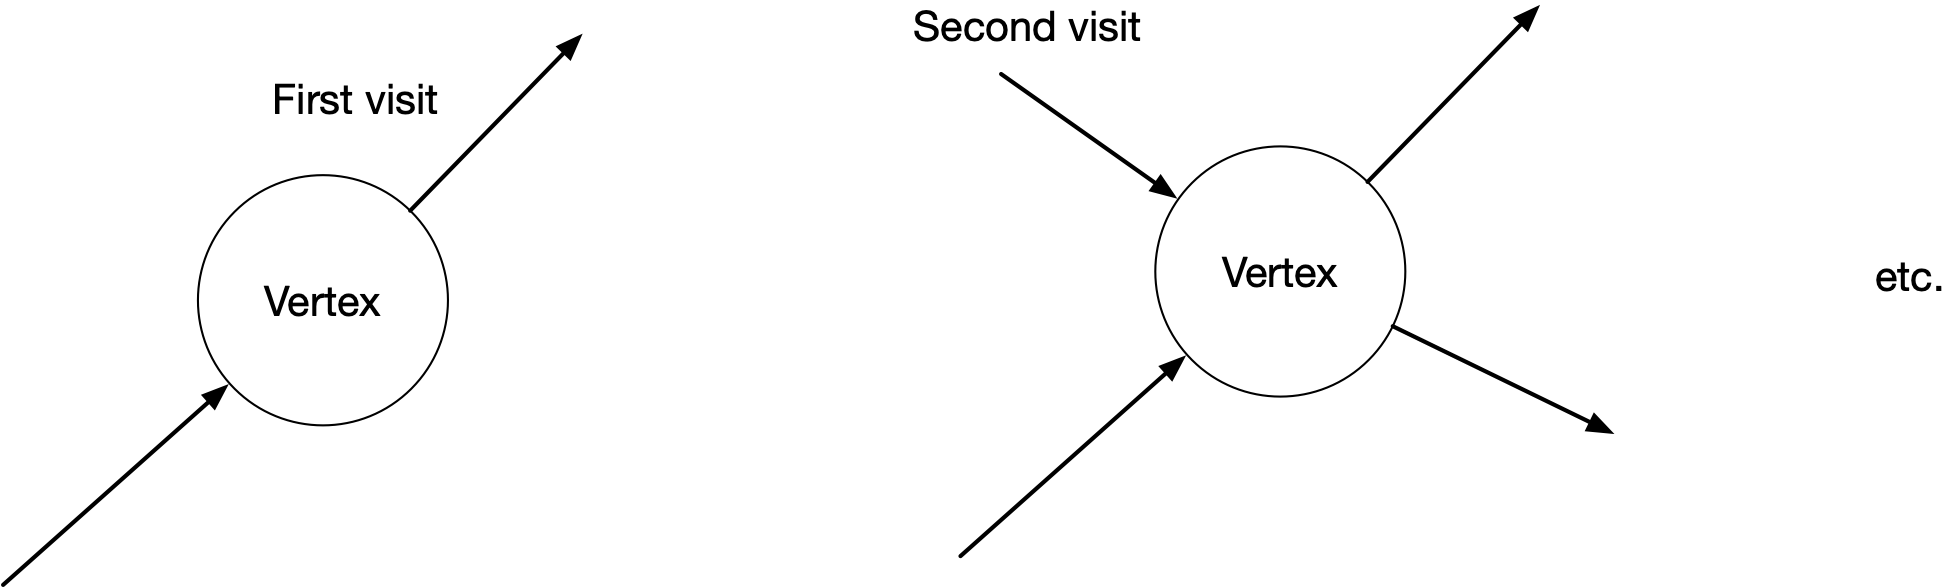 First visit
Vertex
Second visit
Vertex
etc.